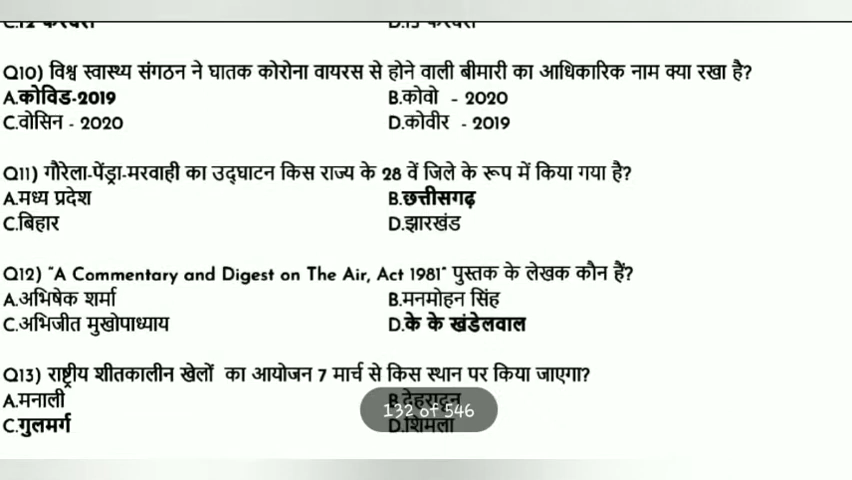 Q10) विश्व स्वास्थ्य संगठन ने घातक कोरोना वायरस से होने वाली बीमारी का आधिकारिक नाम क्या रखा है?
A.कोविड-2019 B.कोवो - 2020
C.वोसिन - 2020 D.कोवीर - 2019
Q11) गौरेला-पेंड्रा-मरवाही का उद्घाटन किस राज्य के 28 वें जिले के रूप में किया गया है?
A.मध्य प्रदेश B.छत्तीसगढ़
C.बिहार D.झारखंड
Q12) "A Commentary and Digest on The Air, Act 1981" पुस्तक के लेखक कौन हैं?
A.अभिषेक शर्मा B.मनमोहन सिंह
C.अभिजीत मुखोपाध्याय D.के के खंडेलवाल
Q13) राष्ट्रीय शीतकालीन खेलों का आयोजन 7 मार्च से किस स्थान पर किया जाएगा?
A.मनाली B.देहरादून
132 of 546
C.गुलमर्ग D.शिमला